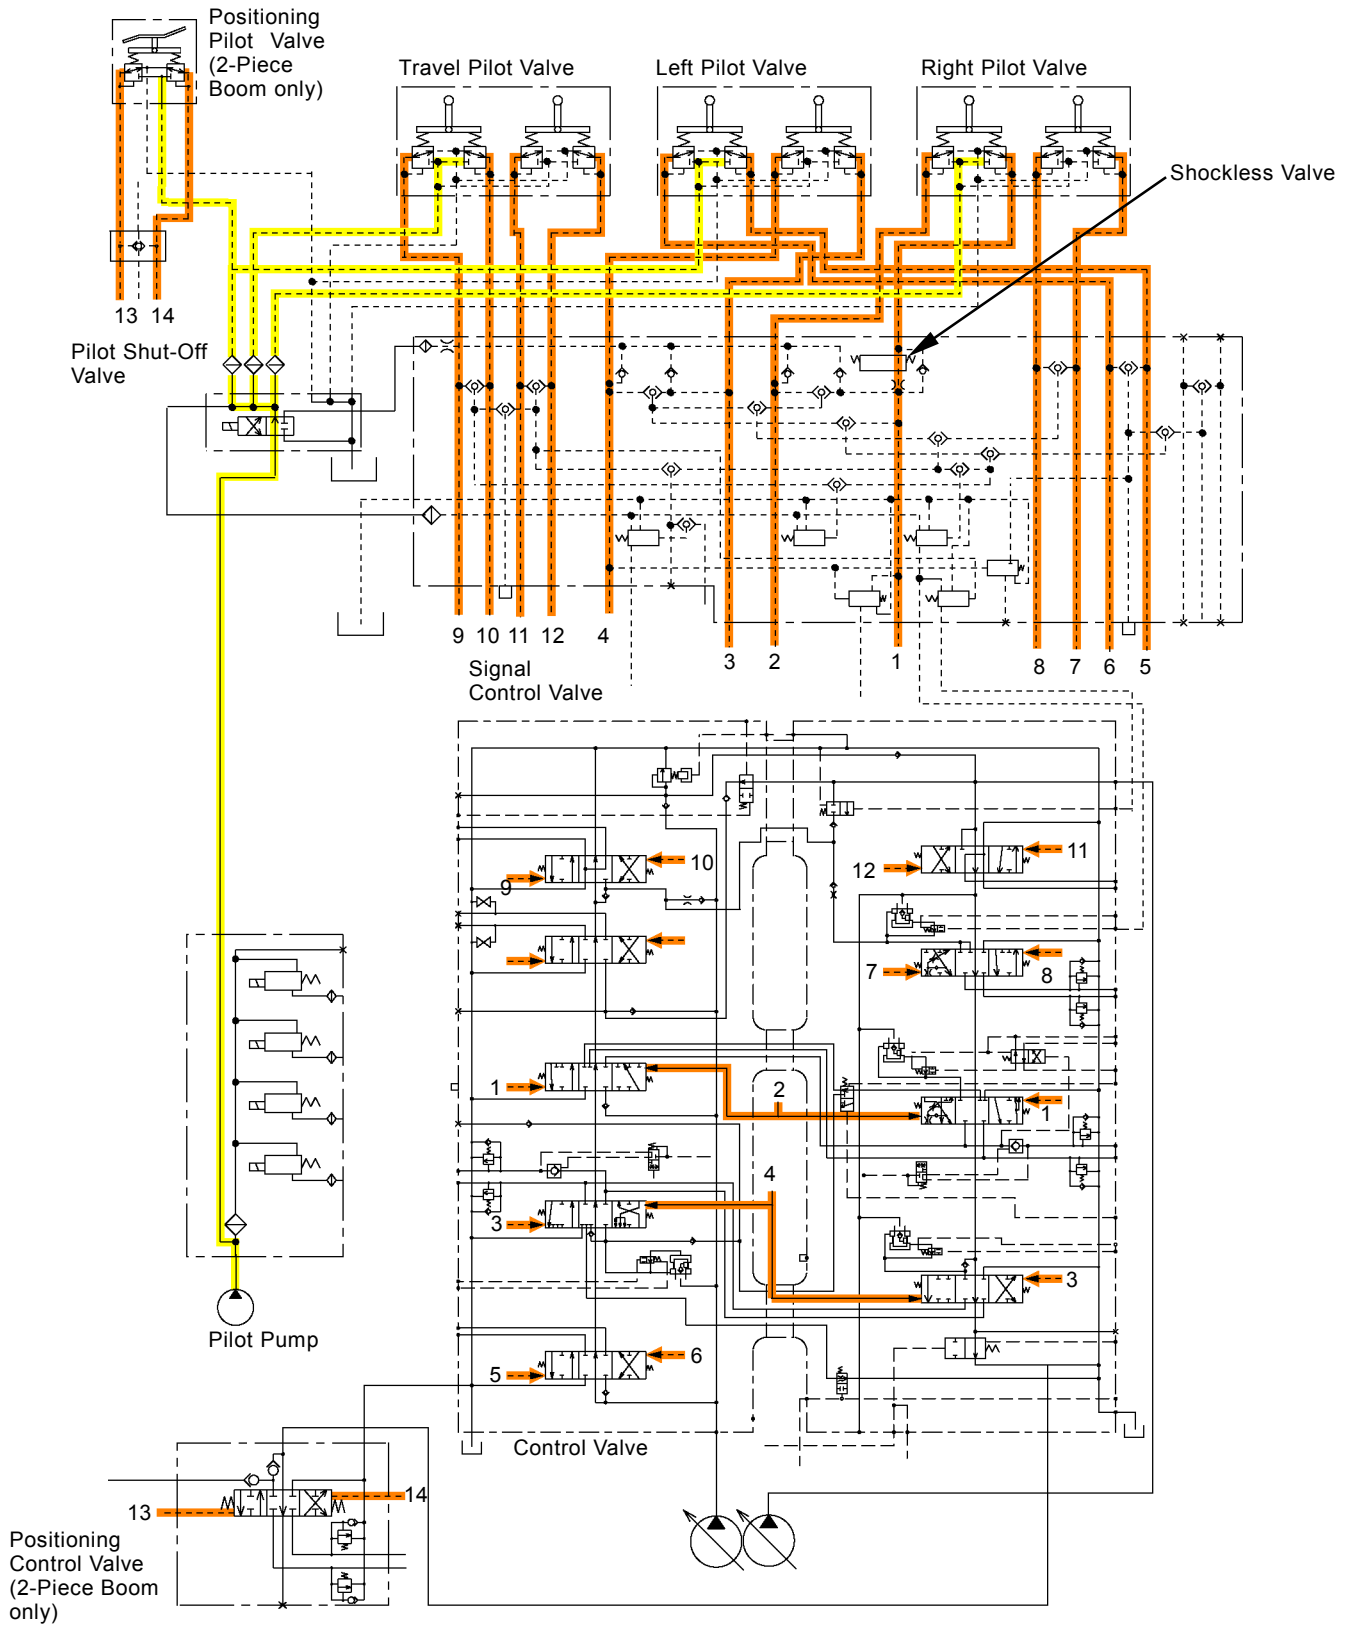 Positioning
Pilot Valve
(2-Piece
Boom only)
Travel Pilot Valve
Left Pilot Valve
Right Pilot Valve
Shockless Valve
13 14
Pilot Shut-Off
Valve
9 10 11 12 4
3 2 1
8 7 6 5
Signal
Control Valve
10
9
11
12
7
8
1
2
1
4
3
3
6
5
Pilot Pump
Control Valve
13
14
Positioning
Control Valve
(2-Piece Boom
only)